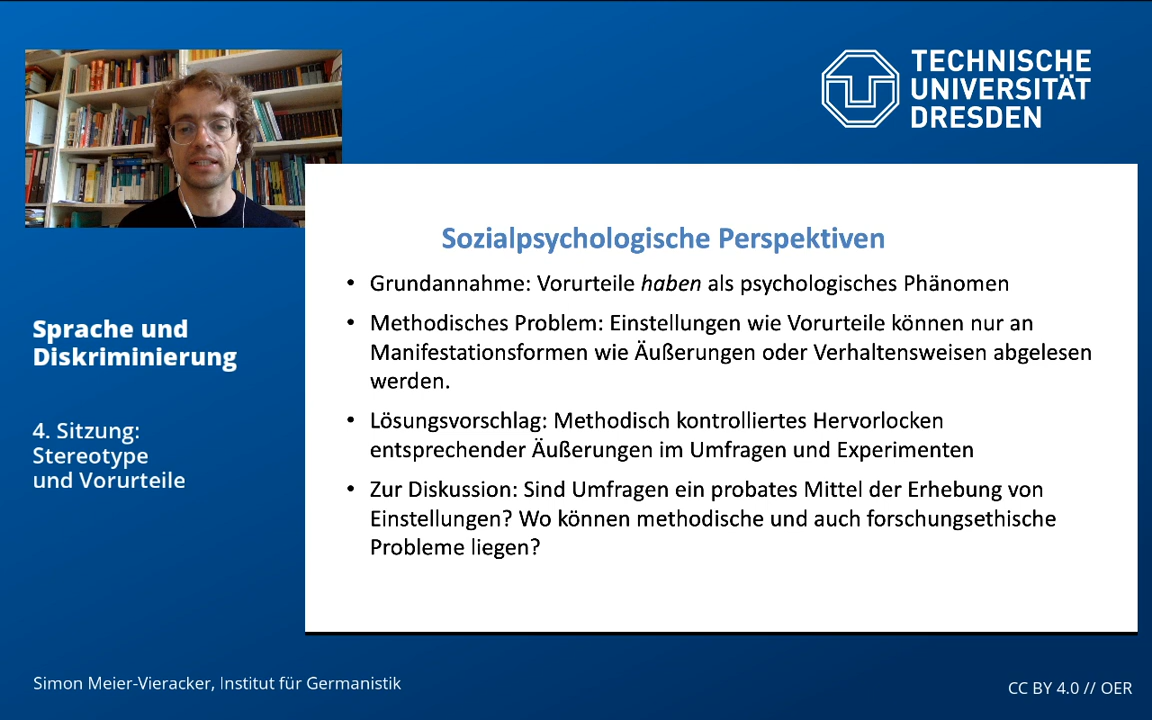 TECHNISCHE
UNIVERSITÄT
DRESDEN
Sozialpsychologische Perspektiven
• Grundannahme: Vorurteile haben als psychologisches Phänomen
• Methodisches Problem: Einstellungen wie Vorurteile können nur an
Manifestationsformen wie Äußerungen oder Verhaltensweisen abgelesen
werden.
• Lösungsvorschlag: Methodisch kontrolliertes Hervorlocken
entsprechender Äußerungen im Umfragen und Experimenten
• Zur Diskussion: Sind Umfragen ein probates Mittel der Erhebung von
Einstellungen? Wo können methodische und auch forschungsethische
Probleme liegen?
Sprache und
Diskriminierung
4. Sitzung:
Stereotype
und Vorurteile
Simon Meier-Vieracker, Institut für Germanistik
CC BY 4.0 // OER